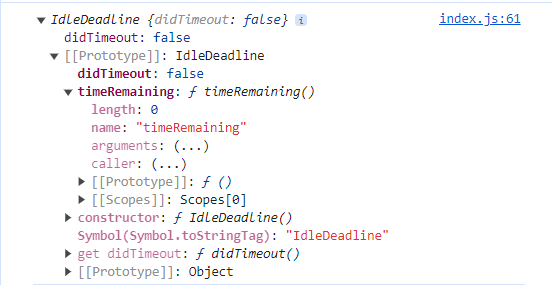 IdleDeadline {didTimeout: false} i index.js:61
didTimeout: false
[[Prototype]]: IdleDeadline
didTimeout: false
timeRemaining: ƒ timeRemaining()
length: 0
name: "timeRemaining"
arguments: (...)
caller: (...)
[[Prototype]]: ƒ ()
[[Scopes]]: Scopes[0]
constructor: ƒ IdleDeadline()
Symbol(Symbol.toStringTag): "IdleDeadline"
get didTimeout: ƒ didTimeout()
[[Prototype]]: Object